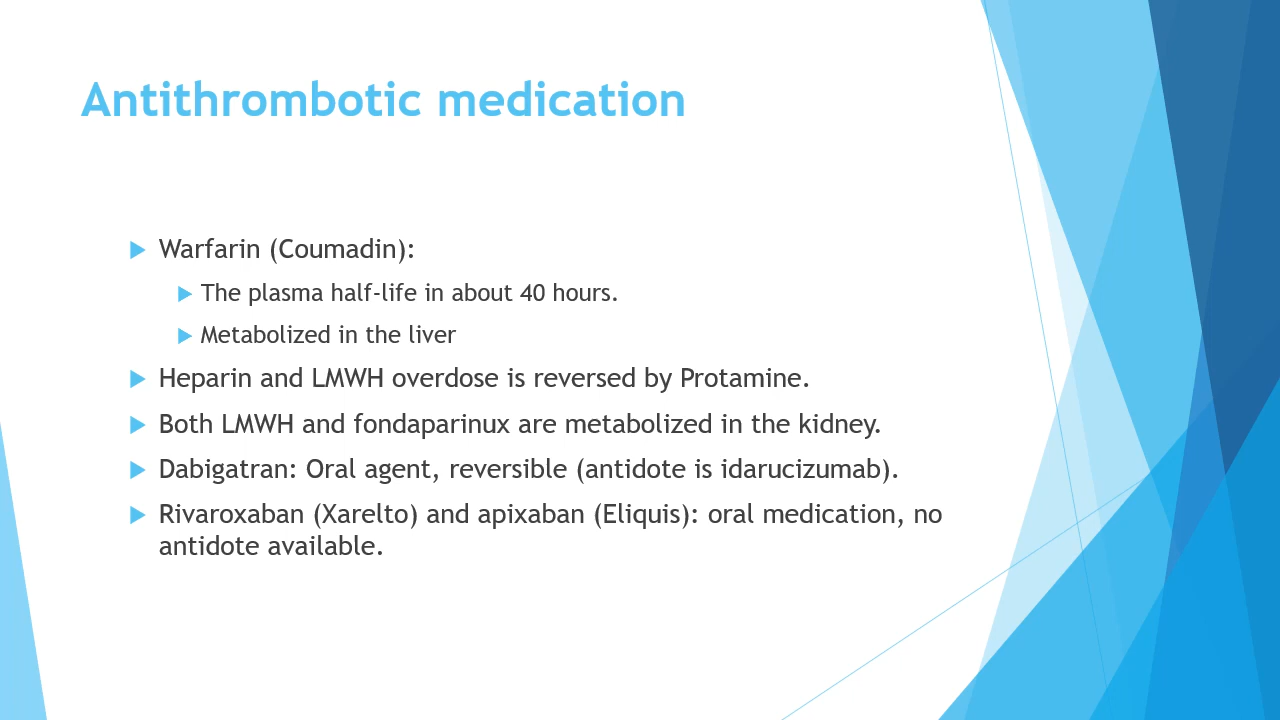 Antithrombotic medication
Warfarin (Coumadin):
The plasma half-life in about 40 hours.
Metabolized in the liver
Heparin and LMWH overdose is reversed by Protamine.
Both LMWH and fondaparinux are metabolized in the kidney.
Dabigatran: Oral agent, reversible (antidote is idarucizumab).
Rivaroxaban (Xarelto) and apixaban (Eliquis): oral medication, no
antidote available.